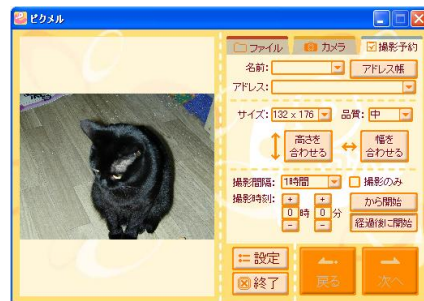 ピクメル
ファイル カメラ 撮影予約
名前: アドレス帳
アドレス:
サイズ: 132 x 176 品質: 中
高さを
合わせる
幅を
合わせる
撮影間隔: 1時間 撮影のみ
撮影時刻: + + から開始
0 時 0 分
- - 経過後に開始
設定
終了
戻る
次へ